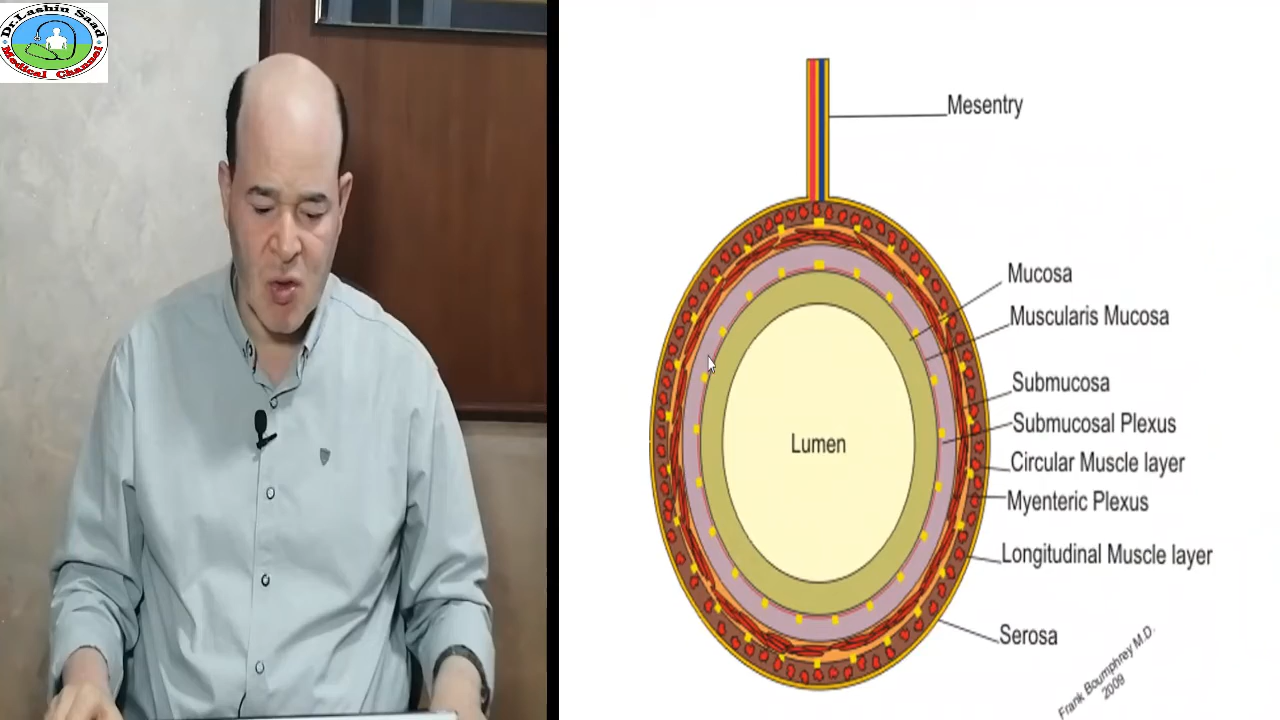 Dr.Lashin Saad
Medical Channel
Mesentry
Mucosa
Muscularis Mucosa
Submucosa
Submucosal Plexus
Circular Muscle layer
Myenteric Plexus
Longitudinal Muscle layer
Serosa
Lumen
Frank Boumphrey M.D.
2009